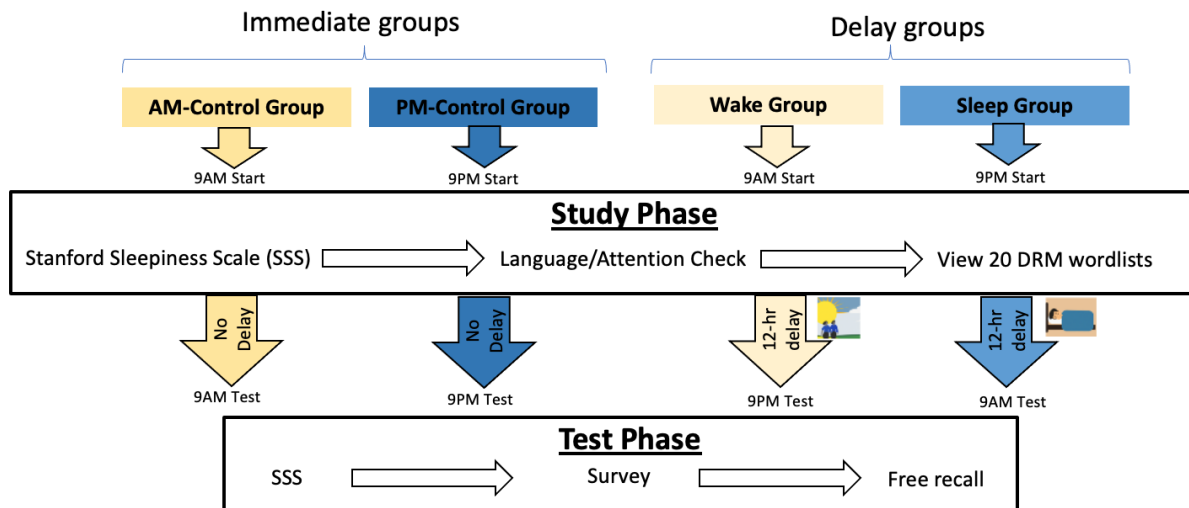 Immediate groups
Delay groups
AM-Control Group
PM-Control Group
Wake Group
Sleep Group
9AM Start
9PM Start
9AM Start
9PM Start
Study Phase
Stanford Sleepiness Scale (SSS)
Language/Attention Check
View 20 DRM wordlists
No
Delay
No
Delay
12-hr
delay
12-hr
delay
9AM Test
9PM Test
9PM Test
9AM Test
Test Phase
SSS
Survey
Free recall